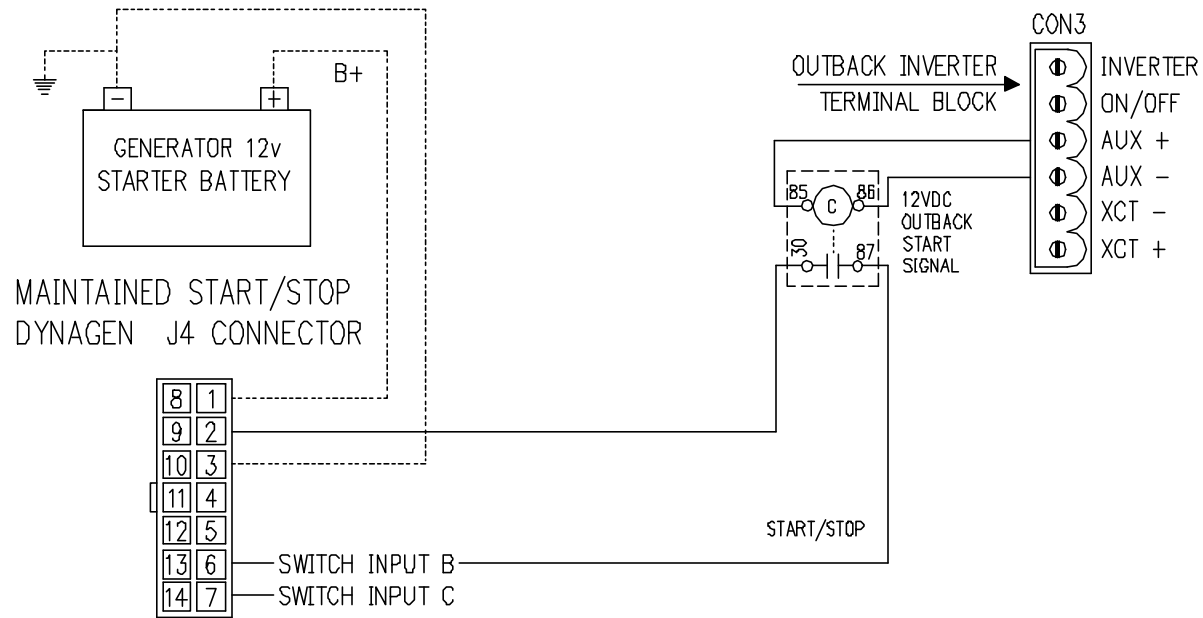 CON3
OUTBACK INVERTER
TERMINAL BLOCK
INVERTER
ON/OFF
AUX +
AUX -
XCT -
XCT +
B+
-
+
GENERATOR 12v
STARTER BATTERY
85
C
86
30
87
12VDC
OUTBACK
START
SIGNAL
MAINTAINED START/STOP
DYNAGEN J4 CONNECTOR
8 1
9 2
10 3
11 4
12 5
13 6
14 7
START/STOP
SWITCH INPUT B
SWITCH INPUT C